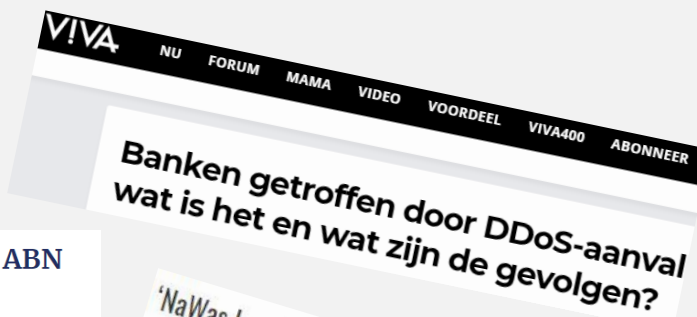 VIVA
NU FORUM MAMA VIDEO VOORDEEL VIVA400 ABONNEER
Banken getroffen door DDoS-aanval
wat is het en wat zijn de gevolgen?
ABN
'NaWas